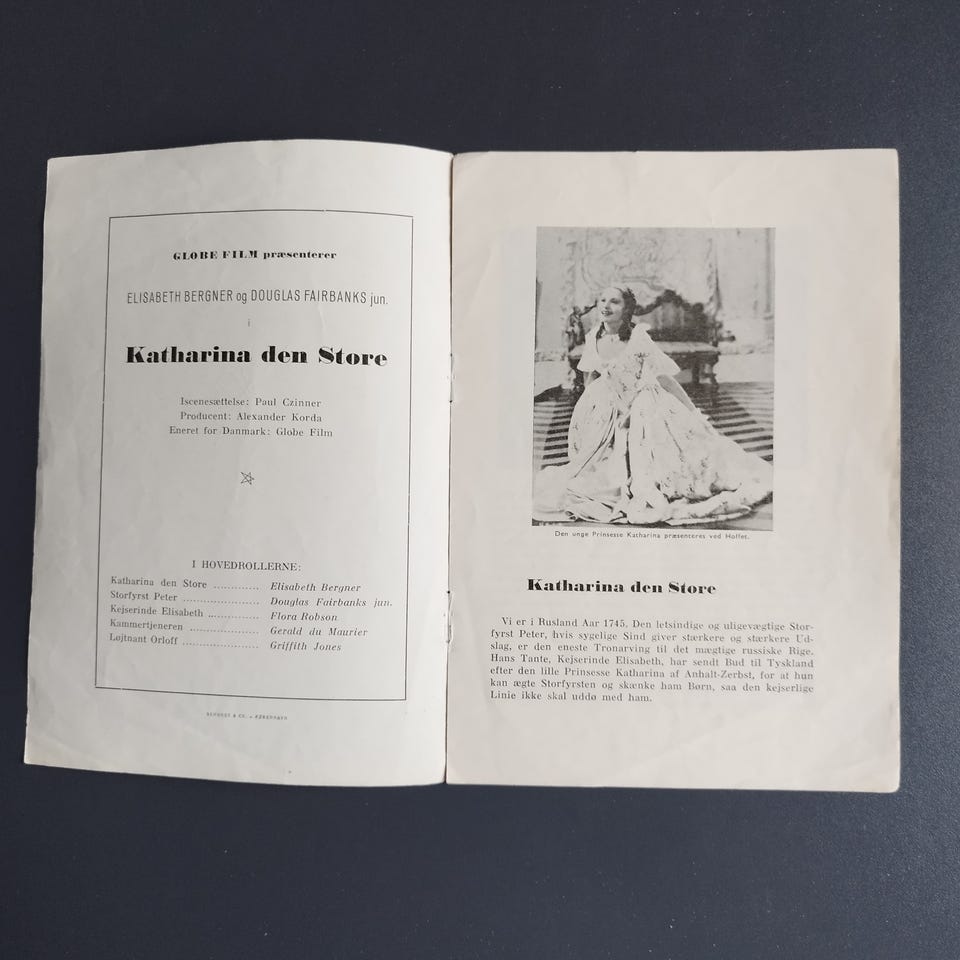 GLOBE FILM præsenterer
ELISABETH BERGNER og DOUGLAS FAIRBANKS jun.
i
Katharina den Store
Iscenesættelse: Paul Czinner
Producent: Alexander Korda
Eneret for Danmark: Globe Film
I HOVEDROLLERNE:
Katharina den Store ............ Elisabeth Bergner
Storfyrst Peter .................... Douglas Fairbanks jun.
Kejserinde Elisabeth ............. Flora Robson
Kammertjeneren .................. Gerald du Maurier
Løjtnant Orloff .................... Griffith Jones
& CO. - KØBENHAVN
Den unge Prinsesse Katharina præsenteres ved Hoffet.
Katharina den Store
Vi er i Rusland Aar 1745. Den letsindige og uligevægtige Stor-
fyrst Peter, hvis sygelige Sind giver stærkere og stærkere Ud-
slag, er den eneste Tronarving til det mægtige russiske Rige.
Hans Tante, Kejserinde Elisabeth, har sendt Bud til Tyskland
efter den lille Prinsesse Katharina af Anhalt-Zerbst, for at hun
kan ægte Storfyrsten og skænke ham Børn, saa den kejserlige
Linie ikke skal uddø med ham.